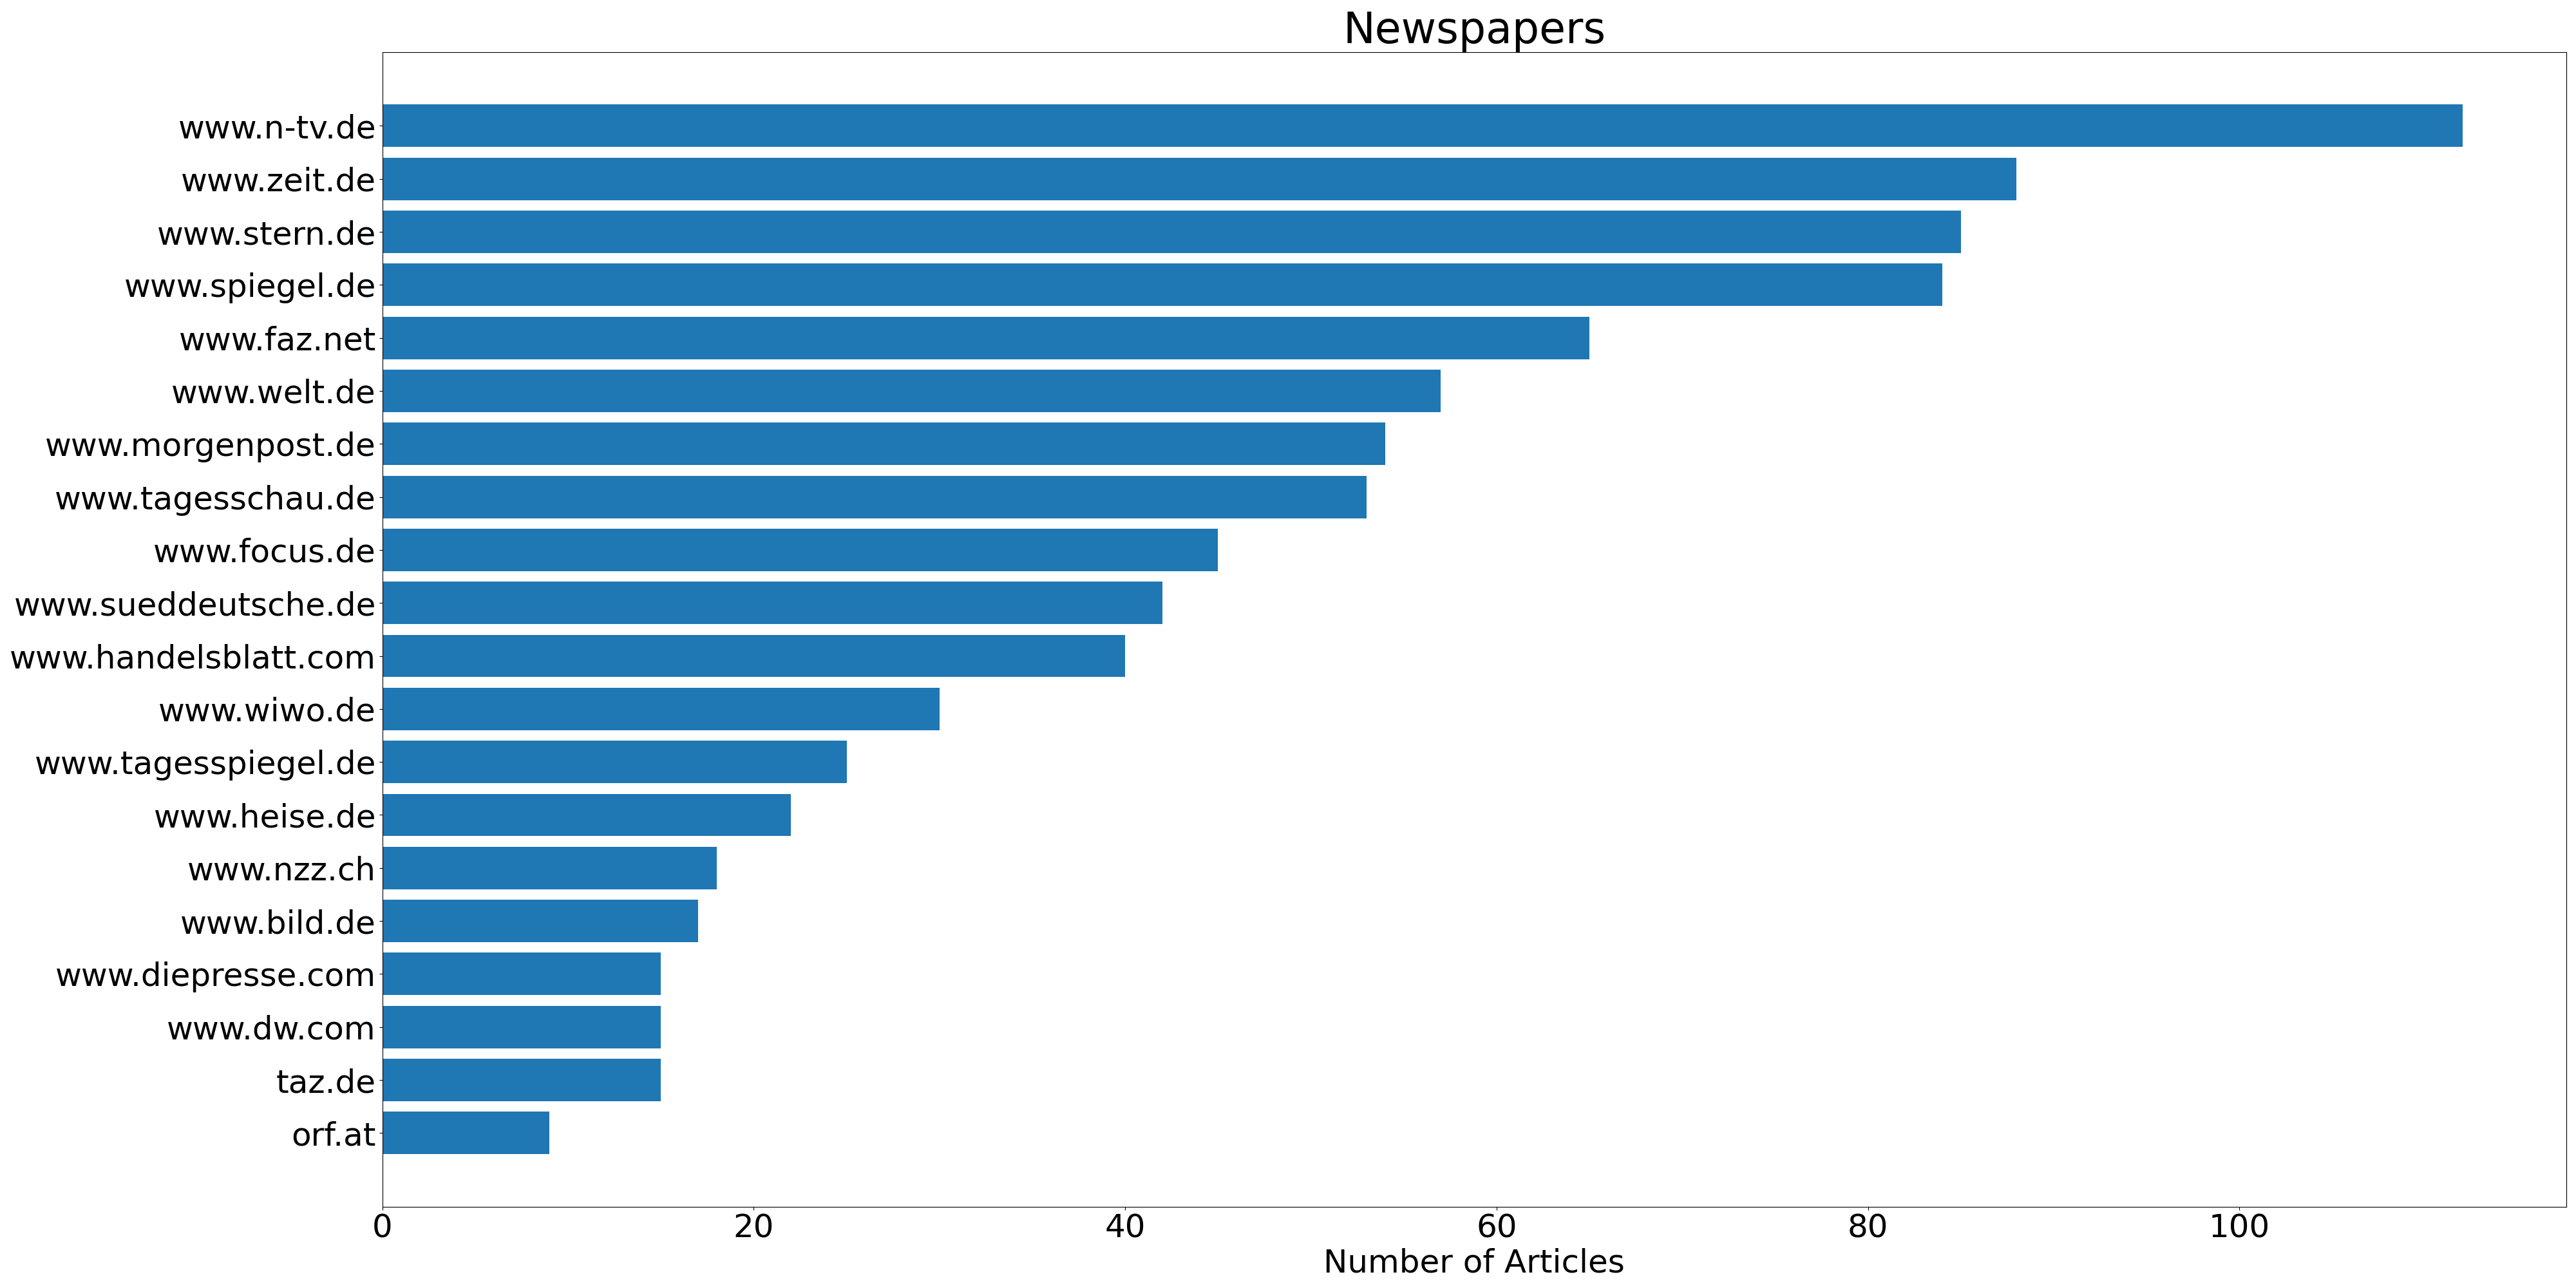 Newspapers
www.n-tv.de
www.zeit.de
www.stern.de
www.spiegel.de
www.faz.net
www.welt.de
www.morgenpost.de
www.tagesschau.de
www.focus.de
www.sueddeutsche.de
www.handelsblatt.com
www.wiwo.de
www.tagesspiegel.de
www.heise.de
www.nzz.ch
www.bild.de
www.diepresse.com
www.dw.com
taz.de
orf.at
0 20 40 60 80 100
Number of Articles